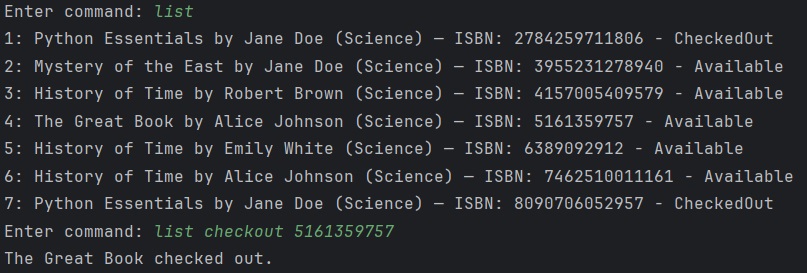 Enter command: list
1: Python Essentials by Jane Doe (Science) — ISBN: 2784259711806 - CheckedOut
2: Mystery of the East by Jane Doe (Science) — ISBN: 3955231278940 - Available
3: History of Time by Robert Brown (Science) — ISBN: 4157005409579 - Available
4: The Great Book by Alice Johnson (Science) — ISBN: 5161359757 - Available
5: History of Time by Emily White (Science) — ISBN: 6389092912 - Available
6: History of Time by Alice Johnson (Science) — ISBN: 7462510011161 - Available
7: Python Essentials by Jane Doe (Science) — ISBN: 8090706052957 - CheckedOut
Enter command: list checkout 5161359757
The Great Book checked out.